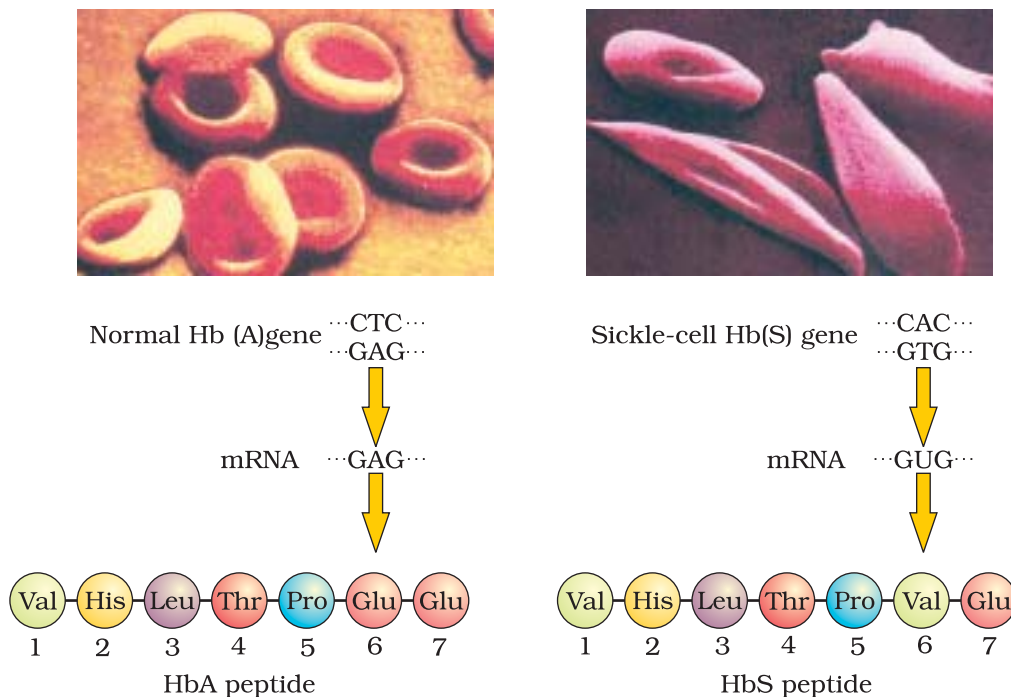 Normal Hb (A)gene
···CTC···
···GAG···
mRNA ···GAG···
Val His Leu Thr Pro Glu Glu
1 2 3 4 5 6 7
HbA peptide
Sickle-cell Hb(S) gene
···CAC···
···GTG···
mRNA ···GUG···
Val His Leu Thr Pro Val Glu
1 2 3 4 5 6 7
HbS peptide